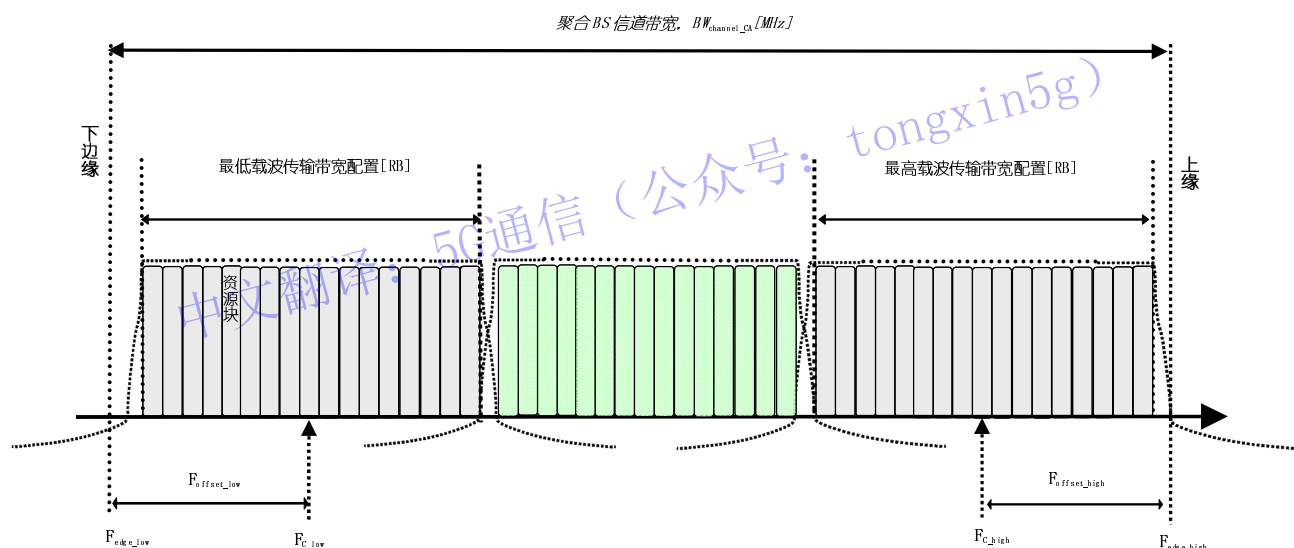 聚合BS信道带宽，BWchannel_CA [MHz]
下边缘
最低载波传输带宽配置[RB]
最高载波传输带宽配置[RB]
上缘
资源块
中文翻译：5G通信（公众号：tongxin5g）
Foffset_low
Foffset_high
Fedge_low
FC_low
FC_high
Fedge_high